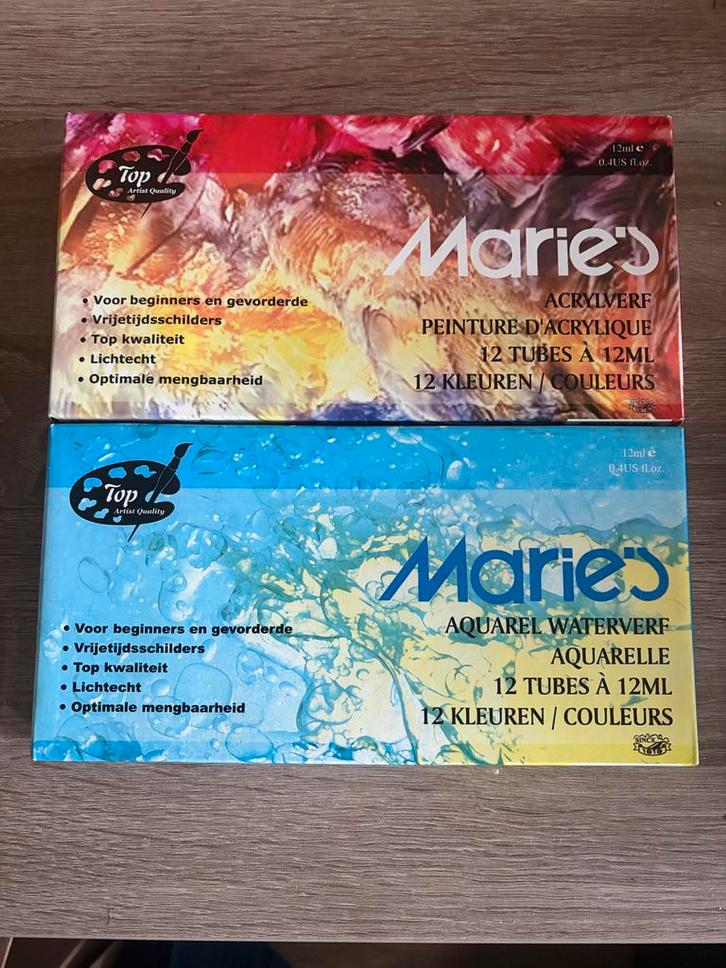 Top
Artist Quality
12ml e
0.4US fl.oz.
Marie's
• Voor beginners en gevorderde
• Vrijetijdsschilders
• Top kwaliteit
• Lichtecht
• Optimale mengbaarheid
ACRYLVERF
PEINTURE D'ACRYLIQUE
12 TUBES À 12ML
12 KLEUREN / COULEURS
Top
Artist Quality
12ml e
0.4US fl.oz.
Marie's
• Voor beginners en gevorderde
• Vrijetijdsschilders
• Top kwaliteit
• Lichtecht
• Optimale mengbaarheid
AQUAREL WATERVERF
AQUARELLE
12 TUBES À 12ML
12 KLEUREN / COULEURS
SINCE
1919